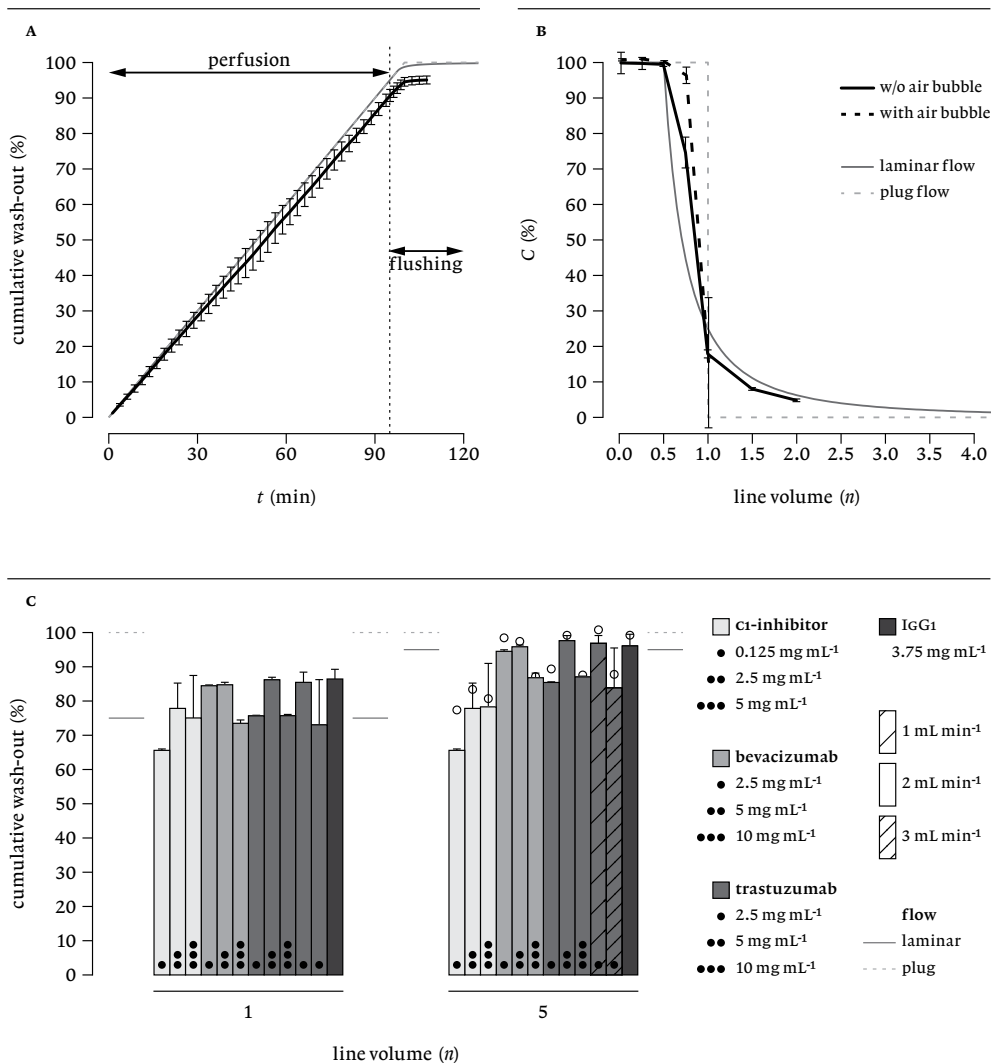 A
cumulative wash-out (%)
100
90
80
70
60
50
40
30
20
10
0
perfusion
flushing
0 30 60 90 120
t (min)
B
C (%)
100
90
80
70
60
50
40
30
20
10
0
w/o air bubble
with air bubble
laminar flow
plug flow
0.0 0.5 1.0 1.5 2.0 2.5 3.0 3.5 4.0
line volume (n)
C
cumulative wash-out (%)
100
90
80
70
60
50
40
30
20
10
0
1 5
line volume (n)
C1-inhibitor
0.125 mg mL⁻¹
2.5 mg mL⁻¹
5 mg mL⁻¹
bevacizumab
2.5 mg mL⁻¹
5 mg mL⁻¹
10 mg mL⁻¹
trastuzumab
2.5 mg mL⁻¹
5 mg mL⁻¹
10 mg mL⁻¹
IGG1
3.75 mg mL⁻¹
1 mL min⁻¹
2 mL min⁻¹
3 mL min⁻¹
flow
laminar
plug